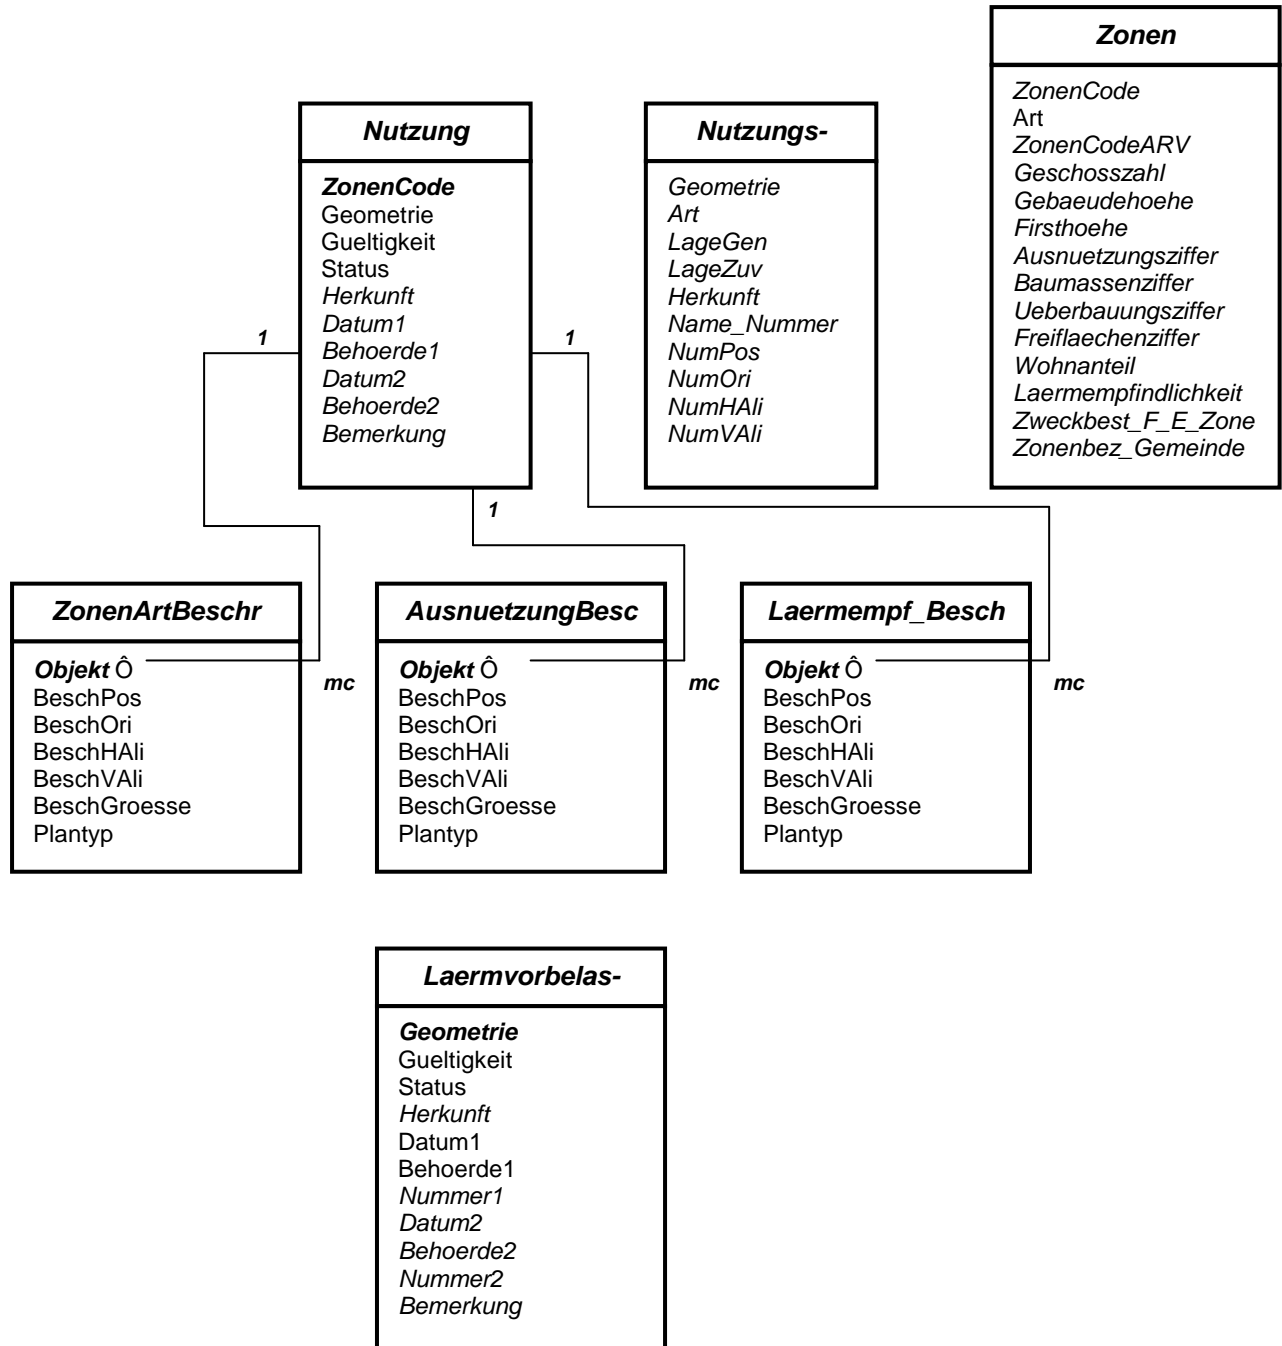 Zonen
ZonenCode
Art
ZonenCodeARV
Geschosszahl
Gebaeudehoehe
Firsthoehe
Ausnuetzungsziffer
Baumassenziffer
Ueberbauungsziffer
Freiflaechenziffer
Wohnanteil
Laermempfindlichkeit
Zweckbest_F_E_Zone
Zonenbez_Gemeinde
Nutzung
ZonenCode
Geometrie
Gueltigkeit
Status
Herkunft
Datum1
Behoerde1
Datum2
Behoerde2
Bemerkung
Nutzungs-
Geometrie
Art
LageGen
LageZuv
Herkunft
Name_Nummer
NumPos
NumOri
NumHAli
NumVAli
1
1
1
ZonenArtBeschr
Objekt Ô
BeschPos
BeschOri
BeschHAli
BeschVAli
BeschGroesse
Plantyp
mc
AusnuetzungBesc
Objekt Ô
BeschPos
BeschOri
BeschHAli
BeschVAli
BeschGroesse
Plantyp
mc
Laermempf_Besch
Objekt Ô
BeschPos
BeschOri
BeschHAli
BeschVAli
BeschGroesse
Plantyp
mc
Laermvorbelas-
Geometrie
Gueltigkeit
Status
Herkunft
Datum1
Behoerde1
Nummer1
Datum2
Behoerde2
Nummer2
Bemerkung